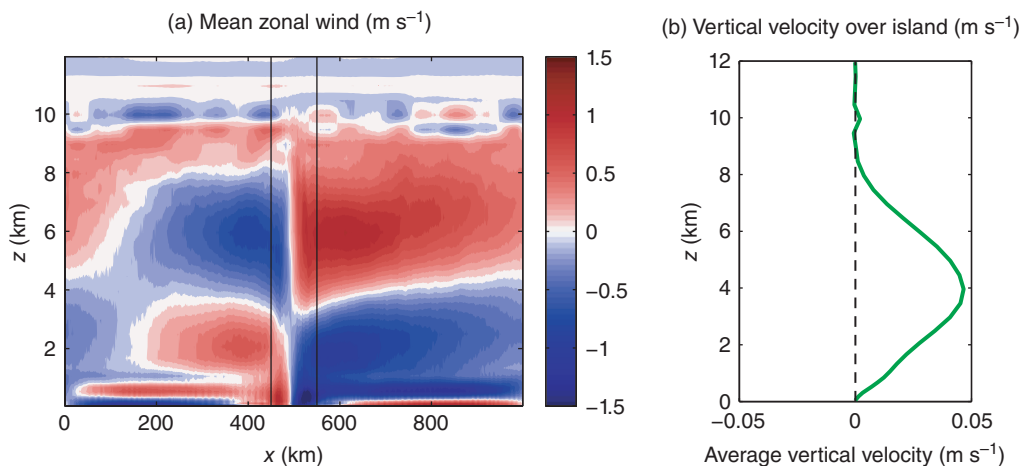 (a) Mean zonal wind (m s⁻¹)
(b) Vertical velocity over island (m s⁻¹)
z (km)
10
8
6
4
2
0 200 400 600 800
x (km)
1.5
1
0.5
0
−0.5
−1
−1.5
z (km)
12
10
8
6
4
2
0
−0.05 0 0.05
Average vertical velocity (m s⁻¹)